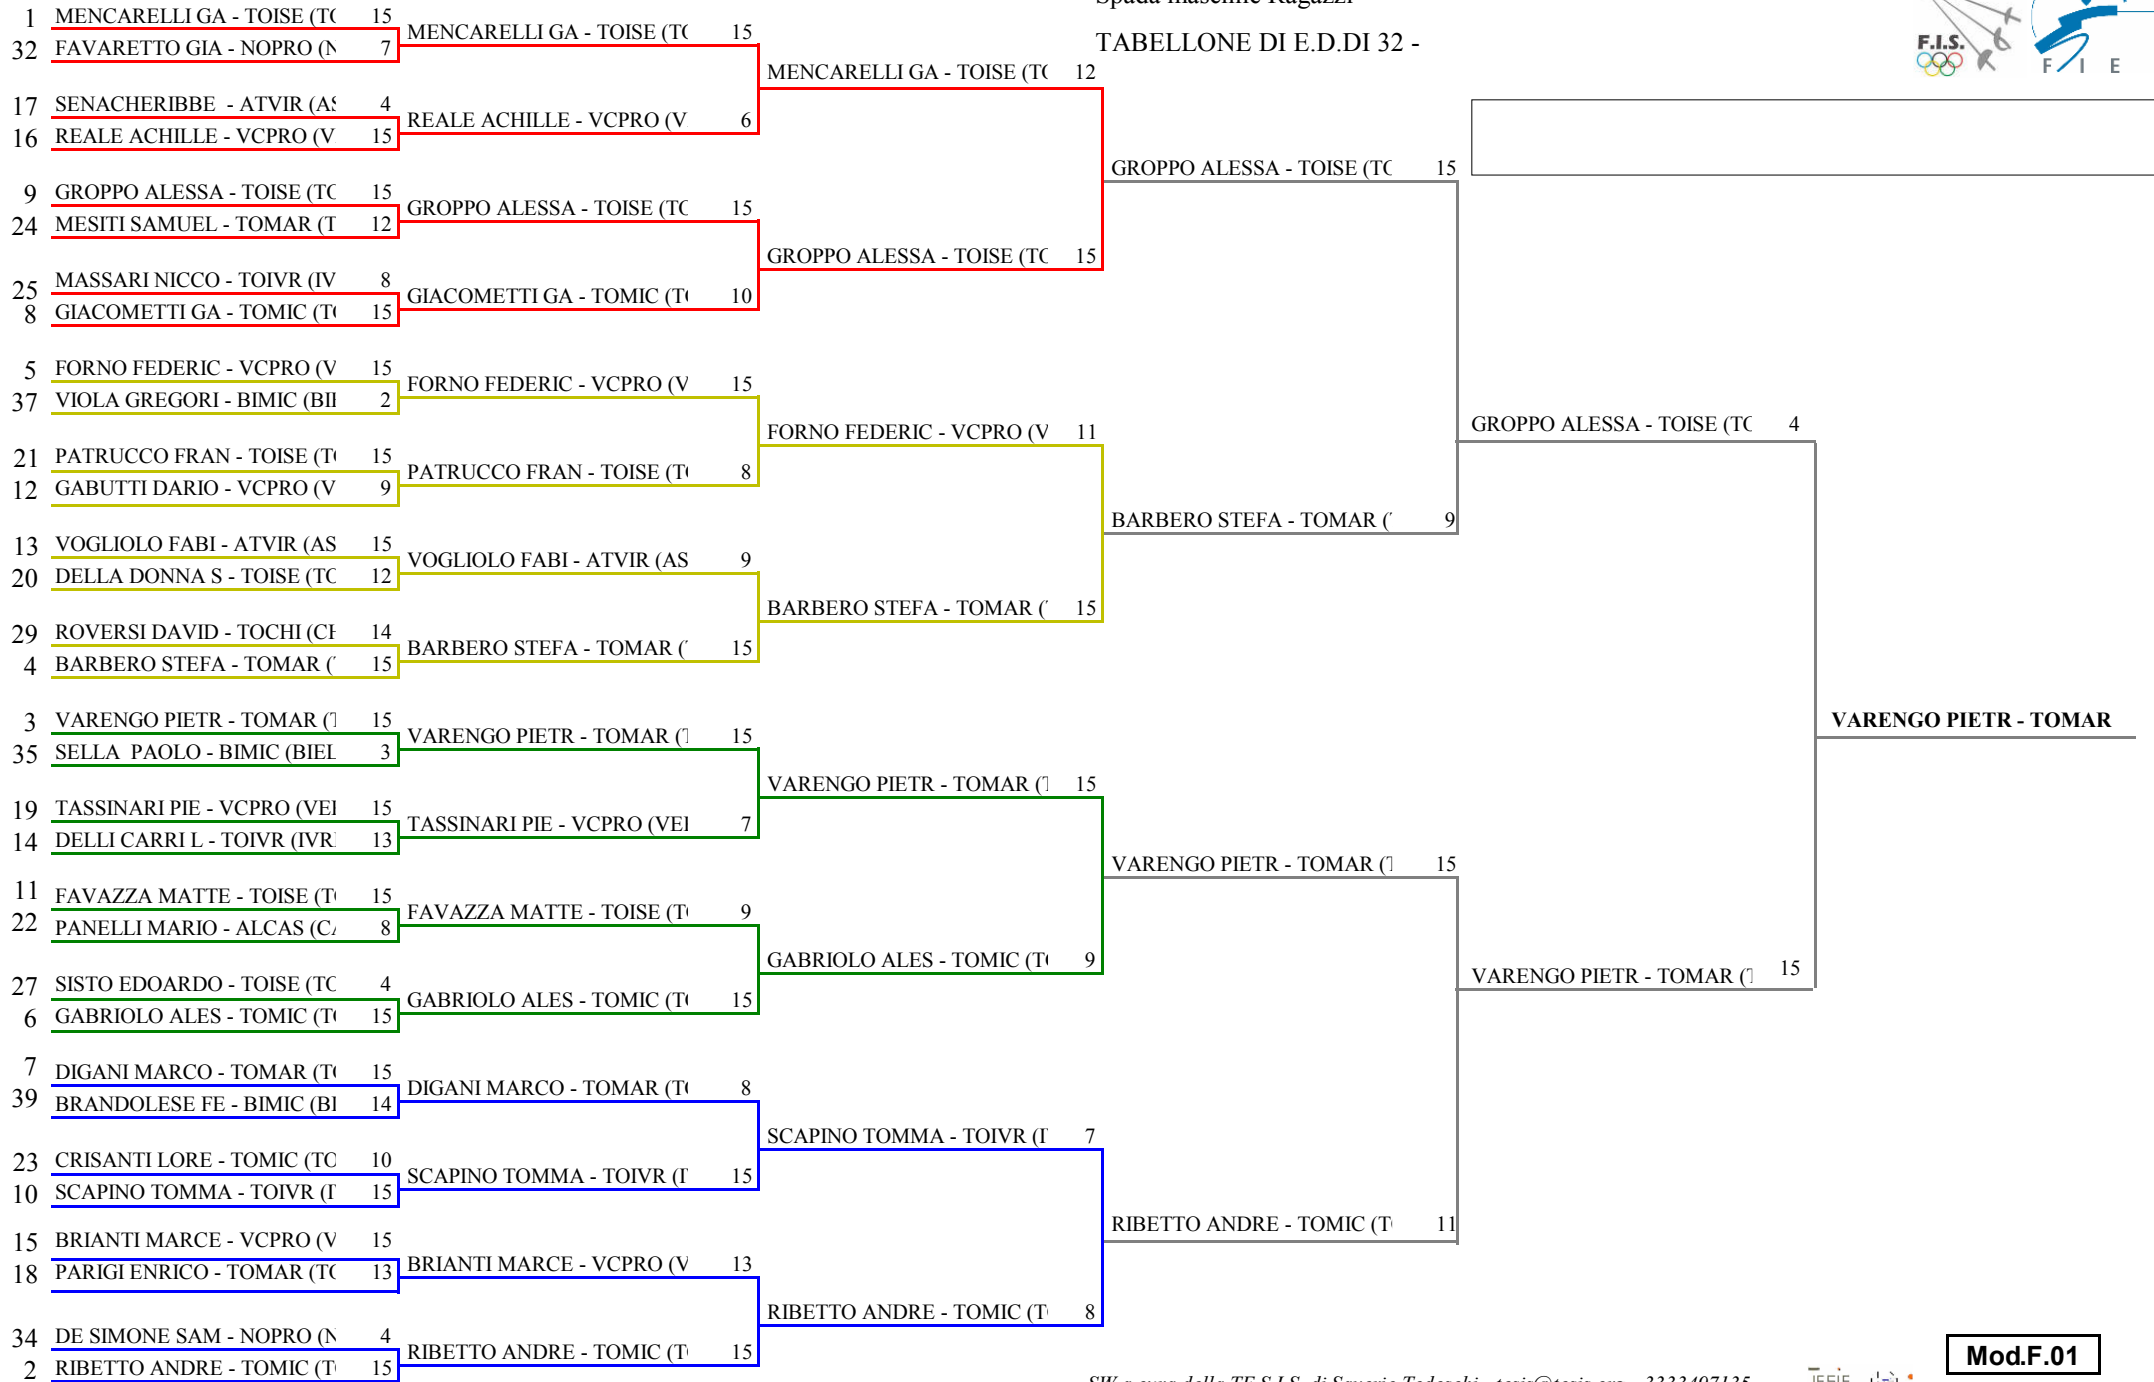 TABELLONE DI E.D.DI 32 -
F.I.S.
F I E
1 MENCARELLI GA - TOISE (TO 15
32 FAVARETTO GIA - NOPRO (N 7
17 SENACHERIBBE - ATVIR (AS 4
16 REALE ACHILLE - VCPRO (V 15
9 GROPPO ALESSA - TOISE (TO 15
24 MESITI SAMUEL - TOMAR (T 12
25 MASSARI NICCO - TOIVR (IV 8
8 GIACOMETTI GA - TOMIC (TO 15
5 FORNO FEDERIC - VCPRO (V 15
37 VIOLA GREGORI - BIMIC (BII 2
21 PATRUCCO FRAN - TOISE (TO 15
12 GABUTTI DARIO - VCPRO (V 9
13 VOGLIOLO FABI - ATVIR (AS 15
20 DELLA DONNA S - TOISE (TO 12
29 ROVERSI DAVID - TOCHI (CH 14
4 BARBERO STEFA - TOMAR ( 15
3 VARENGO PIETR - TOMAR (T 15
35 SELLA PAOLO - BIMIC (BIEL 3
19 TASSINARI PIE - VCPRO (VER 15
14 DELLI CARRI L - TOIVR (IVR 13
11 FAVAZZA MATTE - TOISE (TO 15
22 PANELLI MARIO - ALCAS (CA 8
27 SISTO EDOARDO - TOISE (TO 4
6 GABRIOLO ALES - TOMIC (TO 15
7 DIGANI MARCO - TOMAR (TO 15
39 BRANDOLESE FE - BIMIC (BI 14
23 CRISANTI LORE - TOMIC (TO 10
10 SCAPINO TOMMA - TOIVR (I 15
15 BRIANTI MARCE - VCPRO (V 15
18 PARIGI ENRICO - TOMAR (TO 13
34 DE SIMONE SAM - NOPRO (N 4
2 RIBETTO ANDRE - TOMIC (T 15
MENCARELLI GA - TOISE (TO 15
REALE ACHILLE - VCPRO (V 6
GROPPO ALESSA - TOISE (TO 15
GIACOMETTI GA - TOMIC (TO 10
FORNO FEDERIC - VCPRO (V 15
PATRUCCO FRAN - TOISE (TO 8
VOGLIOLO FABI - ATVIR (AS 9
BARBERO STEFA - TOMAR ( 15
VARENGO PIETR - TOMAR (T 15
TASSINARI PIE - VCPRO (VER 7
FAVAZZA MATTE - TOISE (TO 9
GABRIOLO ALES - TOMIC (TO 15
DIGANI MARCO - TOMAR (TO 8
SCAPINO TOMMA - TOIVR (I 15
BRIANTI MARCE - VCPRO (V 13
RIBETTO ANDRE - TOMIC (T 15
MENCARELLI GA - TOISE (TO 12
GROPPO ALESSA - TOISE (TO 15
FORNO FEDERIC - VCPRO (V 11
BARBERO STEFA - TOMAR ( 15
VARENGO PIETR - TOMAR (T 15
GABRIOLO ALES - TOMIC (TO 9
SCAPINO TOMMA - TOIVR (I 7
RIBETTO ANDRE - TOMIC (T 8
GROPPO ALESSA - TOISE (TO 15
BARBERO STEFA - TOMAR ( 9
VARENGO PIETR - TOMAR (T 15
RIBETTO ANDRE - TOMIC (T 11
GROPPO ALESSA - TOISE (TO 4
VARENGO PIETR - TOMAR (T 15
VARENGO PIETR - TOMAR
Mod.F.01